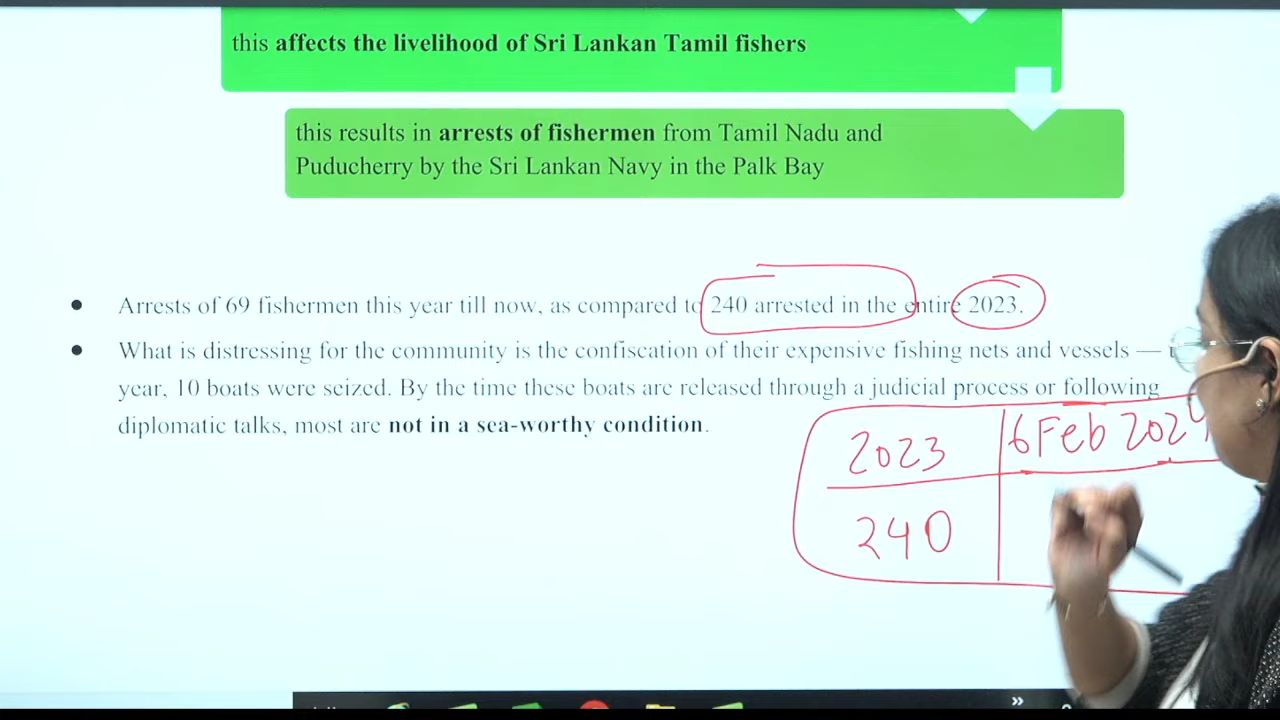 this affects the livelihood of Sri Lankan Tamil fishers
this results in arrests of fishermen from Tamil Nadu and
Puducherry by the Sri Lankan Navy in the Palk Bay
Arrests of 69 fishermen this year till now, as compared to 240 arrested in the entire 2023.
What is distressing for the community is the confiscation of their expensive fishing nets and vessels —
year, 10 boats were seized. By the time these boats are released through a judicial process or following
diplomatic talks, most are not in a sea-worthy condition.
2023 6 Feb 2024
240